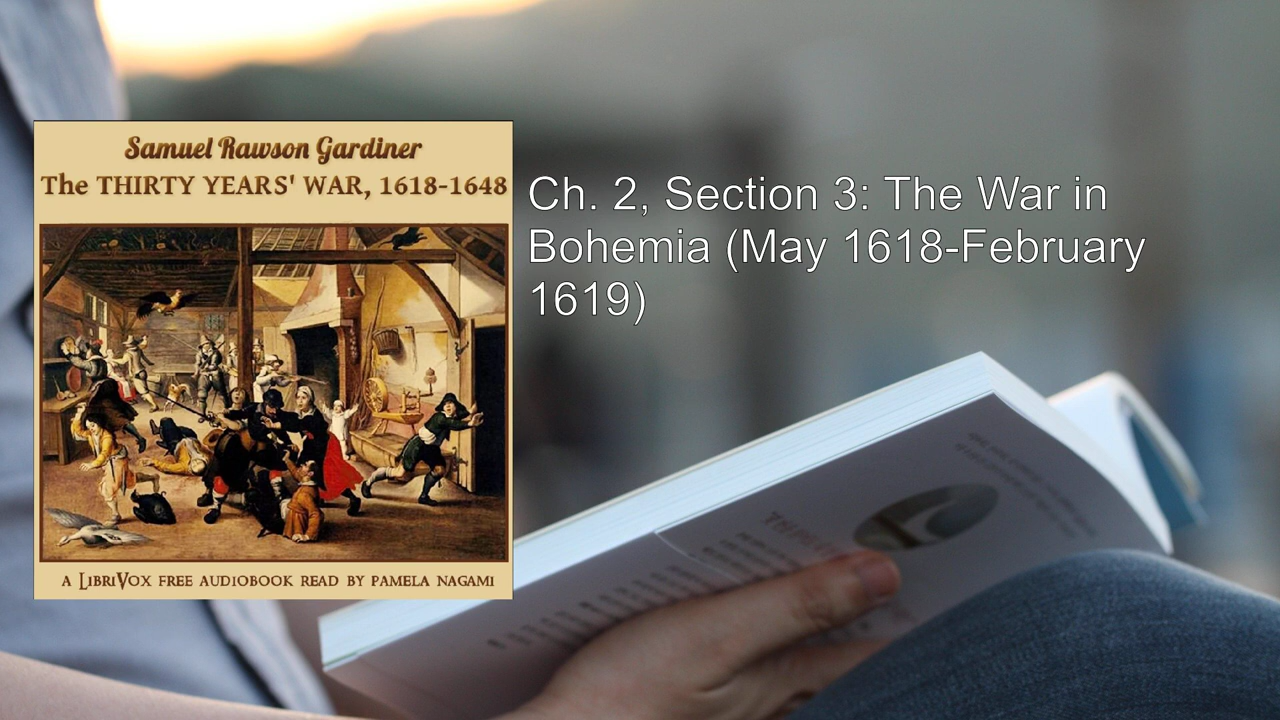 Samuel Rawson Gardiner
The THIRTY YEARS' WAR, 1618-1648
A LIBRIVOX FREE AUDIOBOOK READ BY PAMELA NAGAMI
Ch. 2, Section 3: The War in
Bohemia (May 1618-February
1619)